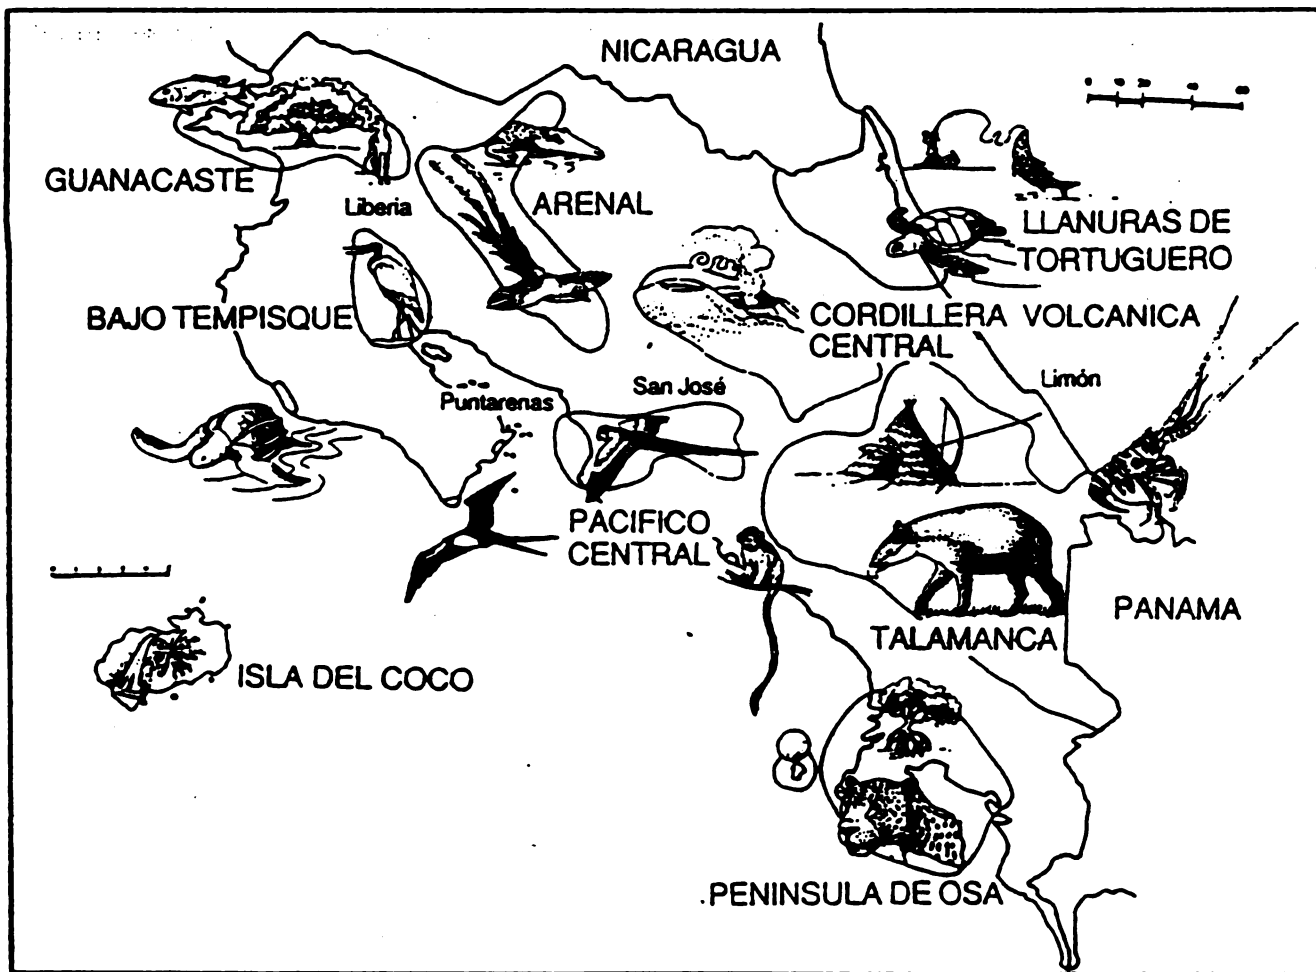 NICARAGUA
GUANACASTE
Liberia
ARENAL
LLANURAS DE
TORTUGUERO
BAJO TEMPISQUE
CORDILLERA VOLCANICA
CENTRAL
Puntarenas
San José
Limón
PACIFICO
CENTRAL
PANAMA
TALAMANCA
ISLA DEL COCO
PENINSULA DE OSA